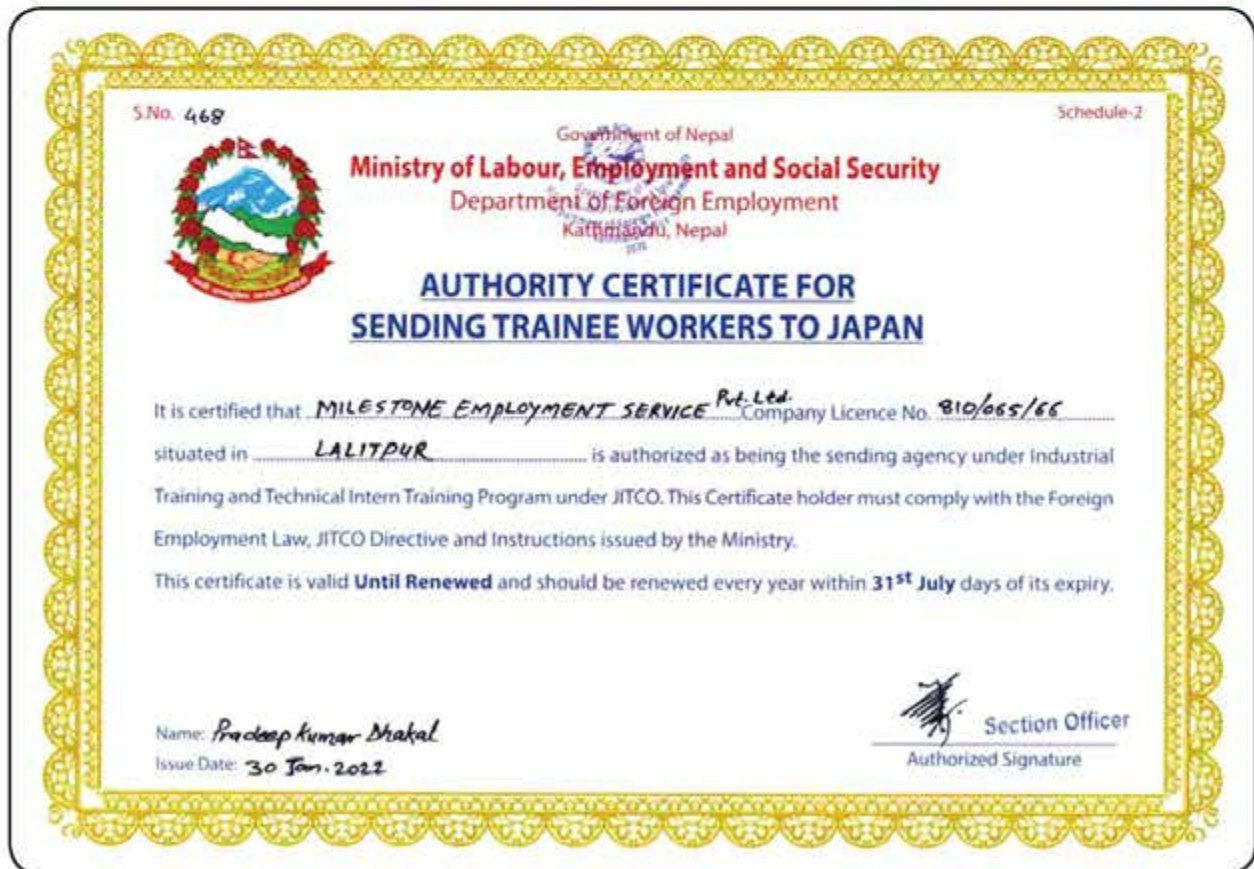 S.No. 468
Schedule-2
Government of Nepal
Ministry of Labour, Employment and Social Security
Department of Foreign Employment
Kathmandu, Nepal
AUTHORITY CERTIFICATE FOR
SENDING TRAINEE WORKERS TO JAPAN
It is certified that MILESTONE EMPLOYMENT SERVICE Pvt. Ltd. Company Licence No. 810/065/66
situated in LALITPUR is authorized as being the sending agency under Industrial
Training and Technical Intern Training Program under JITCO. This Certificate holder must comply with the Foreign
Employment Law, JITCO Directive and Instructions issued by the Ministry.
This certificate is valid Until Renewed and should be renewed every year within 31st July days of its expiry.
Name: Pradeep Kumar Dhakal
Issue Date: 30 Jan. 2022
Section Officer
Authorized Signature